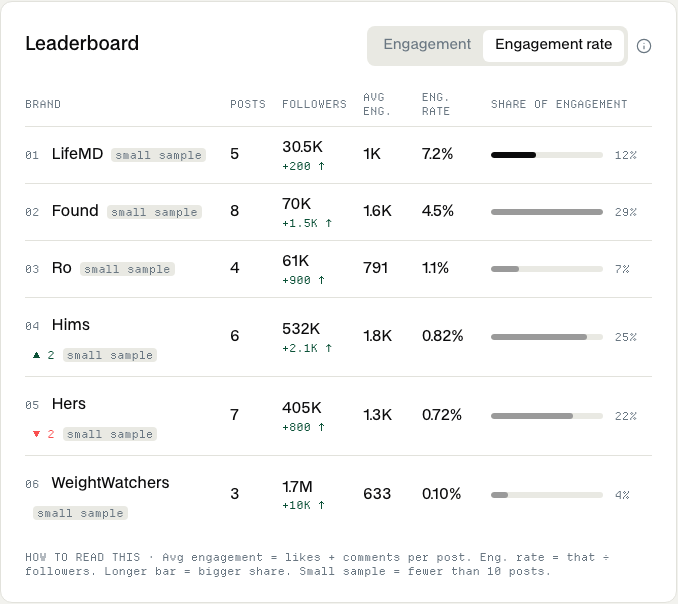 Leaderboard
Engagement
Engagement rate
BRAND POSTS FOLLOWERS AVG ENG. ENG. RATE SHARE OF ENGAGEMENT
01 LifeMD small sample 5 30.5K +200 ↑ 1K 7.2% 12%
02 Found small sample 8 70K +1.5K ↑ 1.6K 4.5% 29%
03 Ro small sample 4 61K +900 ↑ 791 1.1% 7%
04 Hims ▲ 2 small sample 6 532K +2.1K ↑ 1.8K 0.82% 25%
05 Hers ▼ 2 small sample 7 405K +800 ↑ 1.3K 0.72% 22%
06 WeightWatchers small sample 3 1.7M +10K ↑ 633 0.10% 4%
HOW TO READ THIS · Avg engagement = likes + comments per post. Eng. rate = that ÷
followers. Longer bar = bigger share. Small sample = fewer than 10 posts.